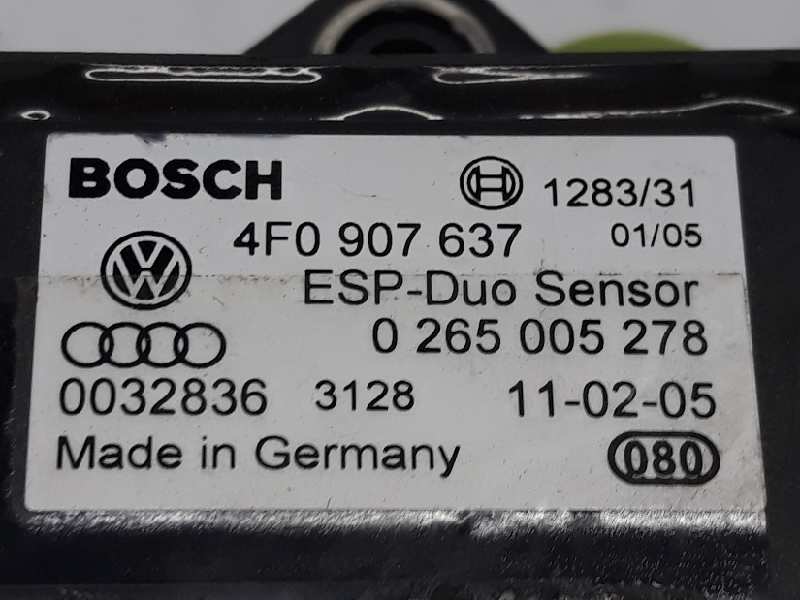 BOSCH 1283/31
4F0 907 637 01/05
ESP-Duo Sensor
0 265 005 278
0032836 3128 11-02-05
Made in Germany 080